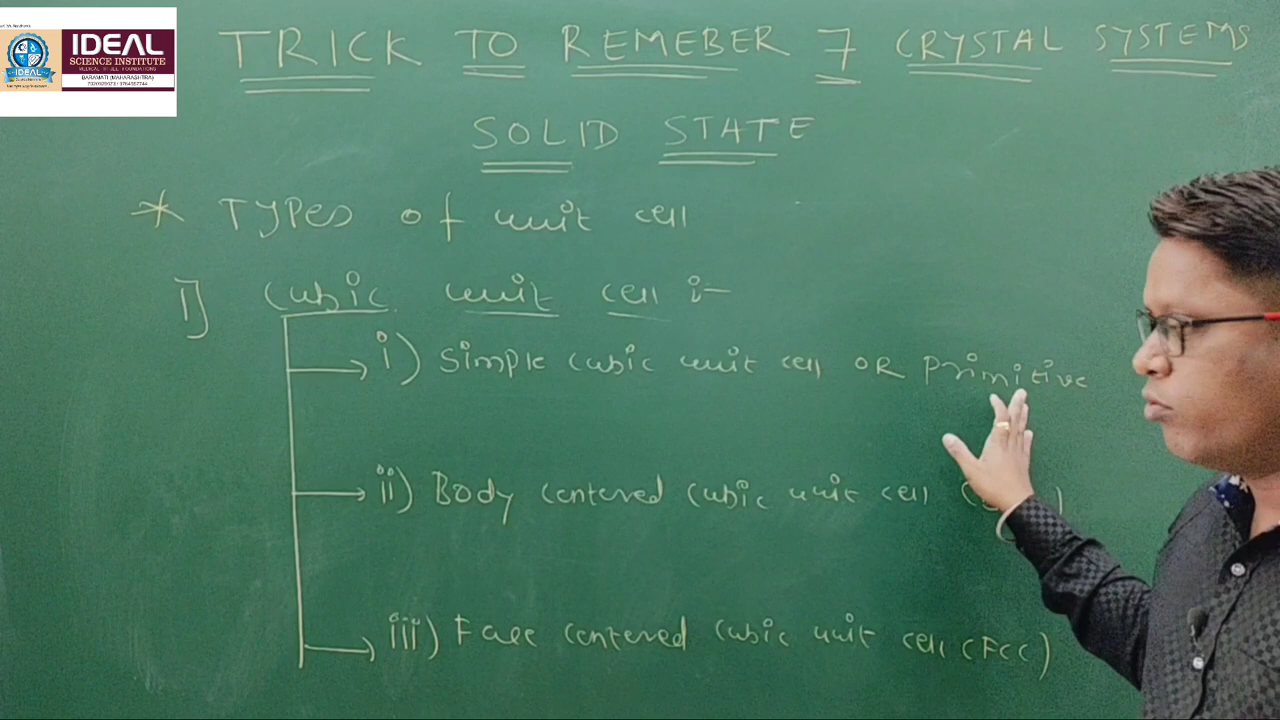 IDEAL
SCIENCE INSTITUTE
BARAMATI (MAHARASHTRA)
TRICK TO REMEBER 7 CRYSTAL SYSTEMS
SOLID STATE
* TYPES of unit cell
1] Cubic unit cell :-
i) Simple cubic unit cell OR primitive
ii) Body centered cubic unit cell
iii) Face centered cubic unit cell (FCC)